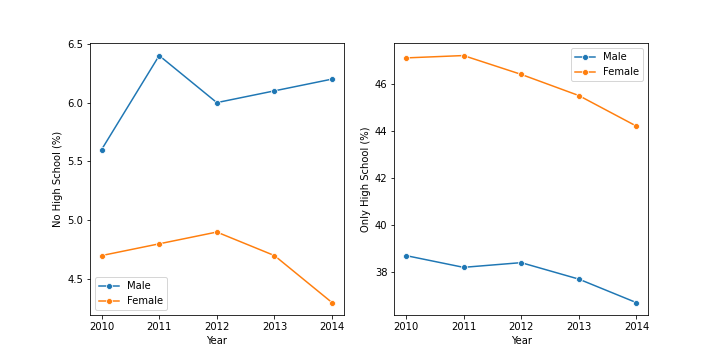 6.5
6.0
5.5
5.0
4.5
No High School (%)
2010 2011 2012 2013 2014
Year
Male
Female
46
44
42
40
38
Only High School (%)
2010 2011 2012 2013 2014
Year
Male
Female